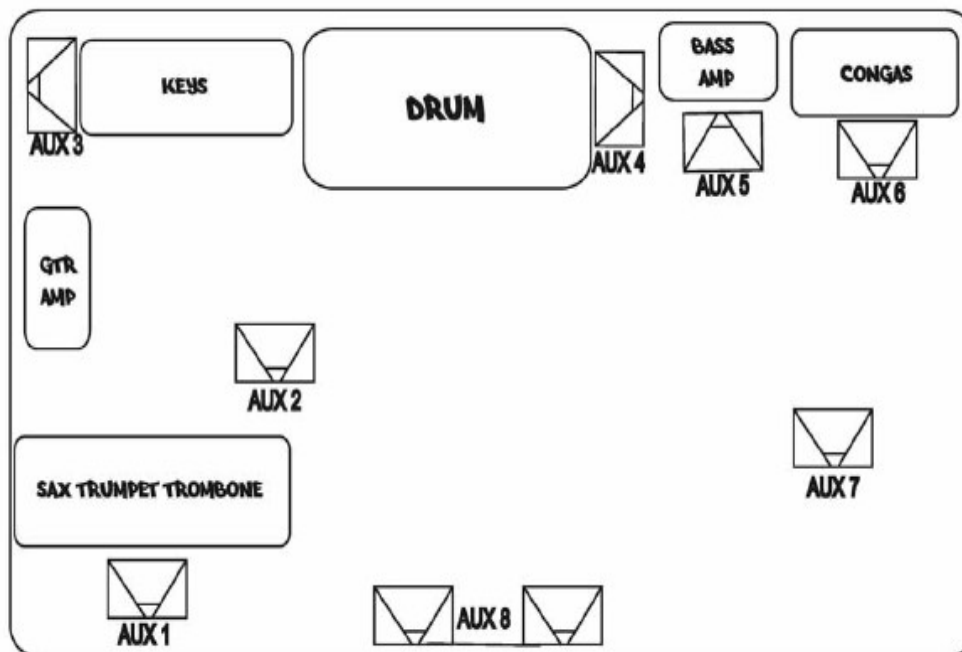 KEYS
DRUM
BASS
AMP
CONGAS
AUX 3
AUX 4
AUX 5
AUX 6
GTR
AMP
AUX 2
SAX TRUMPET TROMBONE
AUX 7
AUX 1
AUX 8